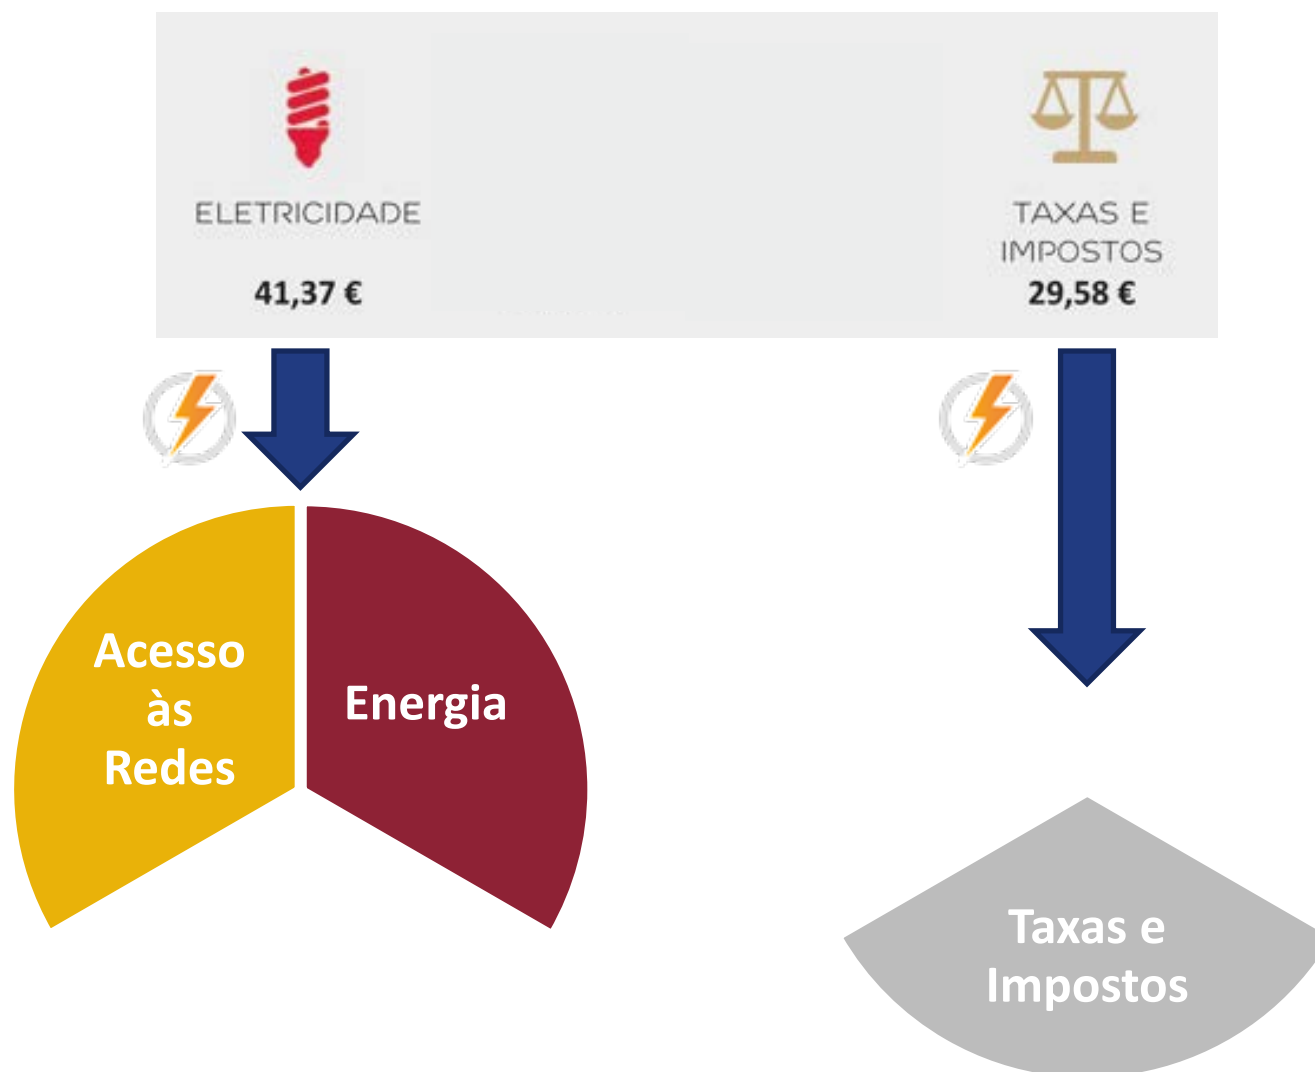 ELETRICIDADE
41,37 €
TAXAS E
IMPOSTOS
29,58 €
Acesso
às
Redes
Energia
Taxas e
Impostos